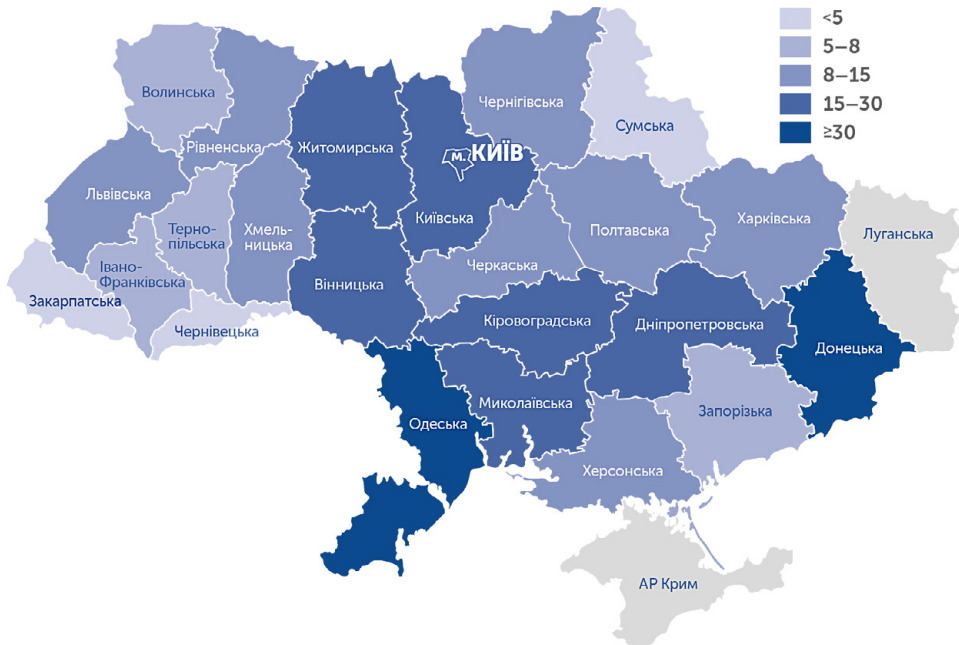 <5
5–8
8–15
15–30
≥30
Волинська
Рівненська
Житомирська
Чернігівська
Сумська
м. КИЇВ
Київська
Львівська
Терно-
пільська
Хмель-
ницька
Івано-
Франківська
Закарпатська
Чернівецька
Вінницька
Черкаська
Полтавська
Харківська
Луганська
Кіровоградська
Дніпропетровська
Донецька
Одеська
Миколаївська
Запорізька
Херсонська
АР Крим